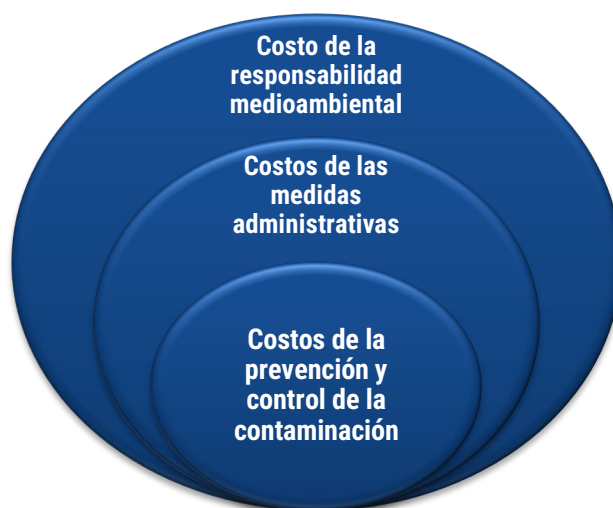 Costo de la
responsabilidad
medioambiental
Costos de las
medidas
administrativas
Costos de la
prevención y
control de la
contaminación